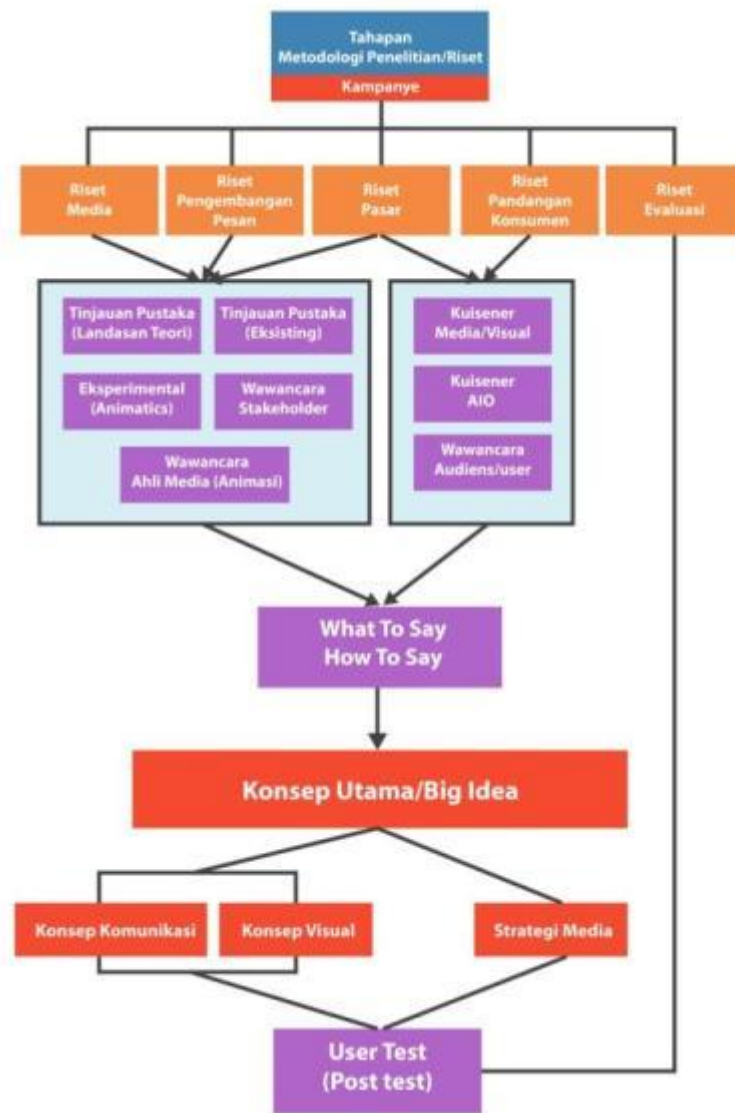 Tahapan
Metodologi Penelitian/Riset
Kampanye
Riset
Media
Riset
Pengembangan
Pesan
Riset
Pasar
Riset
Pandangan
Konsumen
Riset
Evaluasi
Tinjauan Pustaka
(Landasan Teori)
Tinjauan Pustaka
(Eksisting)
Eksperimental
(Animatics)
Wawancara
Stakeholder
Wawancara
Ahli Media (Animasi)
Kuisener
Media/Visual
Kuisener
AIO
Wawancara
Audiens/user
What To Say
How To Say
Konsep Utama/Big Idea
Konsep Komunikasi
Konsep Visual
Strategi Media
User Test
(Post test)